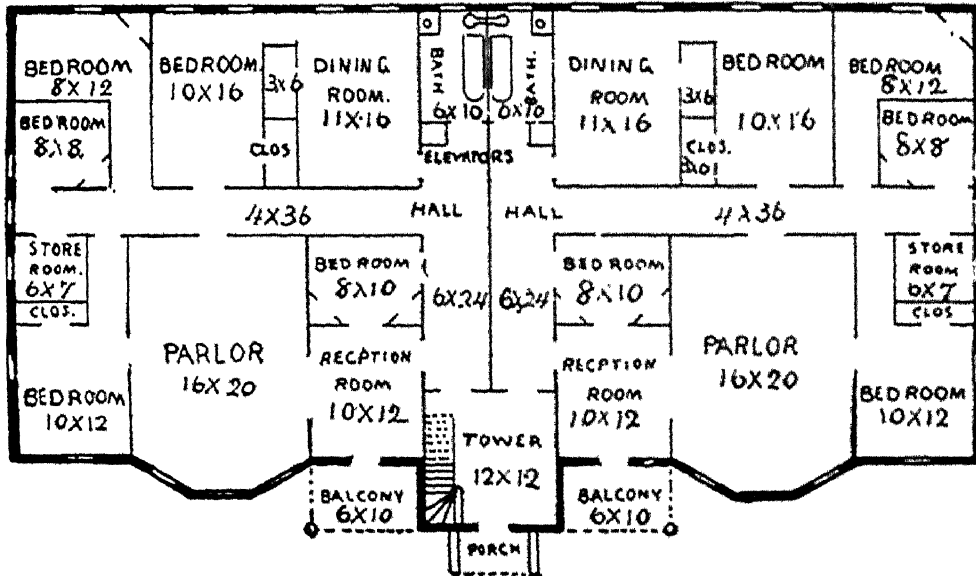 BEDROOM
8X12
BEDROOM
8X8
BEDROOM
10X16
3X6
CLOS
DINING
ROOM.
11X16
BATH
6X10
ELEVATORS
6X10
DINING
ROOM
11X16
3X6
CLOS.
BEDROOM
10X16
BEDROOM
8X12
BEDROOM
8X8
4X36
HALL
HALL
4X36
STORE
ROOM.
6X7
CLOS.
BEDROOM
10X12
PARLOR
16X20
BEDROOM
8X10
RECPTION
ROOM
10X12
6X24
6X24
BEDROOM
8X10
RECPTION
ROOM
10X12
PARLOR
16X20
STORE
ROOM
6X7
CLOS
BEDROOM
10X12
BALCONY
6X10
TOWER
12X12
BALCONY
6X10
PORCH